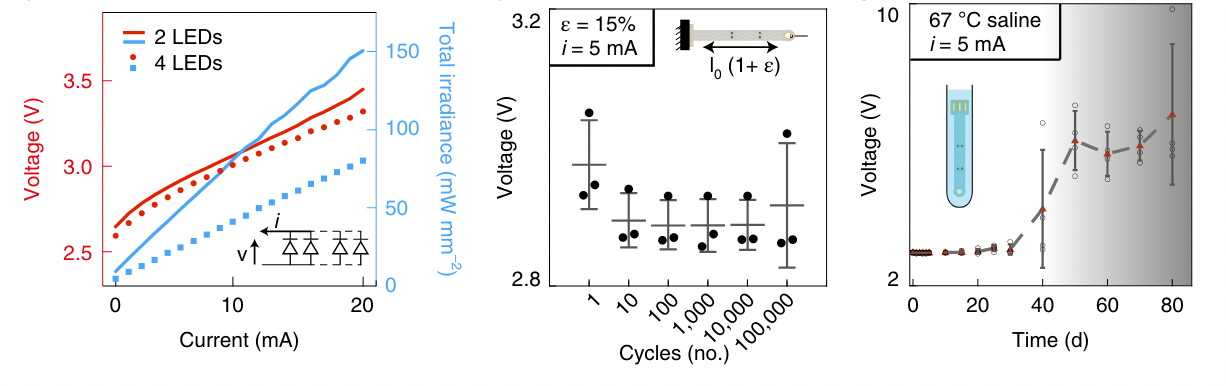 2 LEDs
4 LEDs
Voltage (V)
3.5
3.0
2.5
150
100
50
0
Total irradiance (mW mm⁻²)
i
v
0
10
20
Current (mA)
3.2
2.8
Voltage (V)
ε = 15%
i = 5 mA
l₀ (1+ ε)
1
10
100
1,000
10,000
100,000
Cycles (no.)
10
2
Voltage (V)
67 °C saline
i = 5 mA
0
20
40
60
80
Time (d)